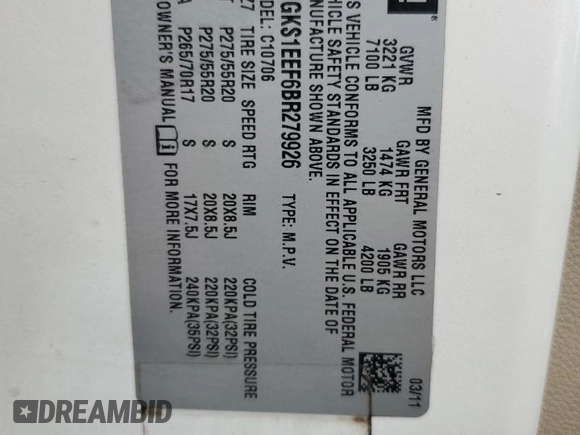 MFD BY GENERAL MOTORS LLC 03/11
GVWR GAWR FRT GAWR RR
3221 KG 1474 KG 1905 KG
7100 LB 3250 LB 4200 LB
S VEHICLE CONFORMS TO ALL APPLICABLE U.S. FEDERAL MOTOR
HICLE SAFETY STANDARDS IN EFFECT ON THE DATE OF
NUFACTURE SHOWN ABOVE.
GKS1EEF6BR279926 TYPE: M.P.V.
MODEL: C10706
TIRE SIZE SPEED RTG RIM COLD TIRE PRESSURE
P275/55R20 S 20X8.5J 220KPA(32PSI)
P275/55R20 S 20X8.5J 220KPA(32PSI)
P265/70R17 S 17X7.5J 240KPA(35PSI)
OWNER'S MANUAL FOR MORE INFORMATION.
DREAMBID